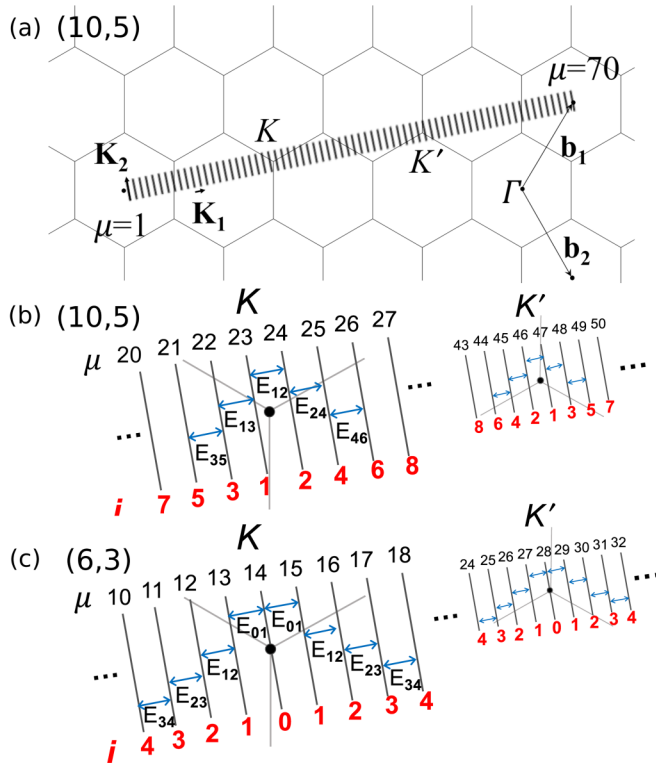 (a) (10,5)
μ=70
K
K₂
K′
b₁
K₁
Γ
μ=1
b₂
(b) (10,5)
K
K′
μ 20 21 22 23 24 25 26 27
43 44 45 46 47 48 49 50
E₁₂
E₁₃ E₂₄
E₃₅ E₄₆
... ... ...
i 7 5 3 1 2 4 6 8
8 6 4 2 1 3 5 7
(c) (6,3)
K
K′
μ 10 11 12 13 14 15 16 17 18
24 25 26 27 28 29 30 31 32
E₀₁ E₀₁
E₁₂ E₁₂
E₂₃ E₂₃
E₃₄ E₃₄
... ... ...
i 4 3 2 1 0 1 2 3 4
4 3 2 1 0 1 2 3 4